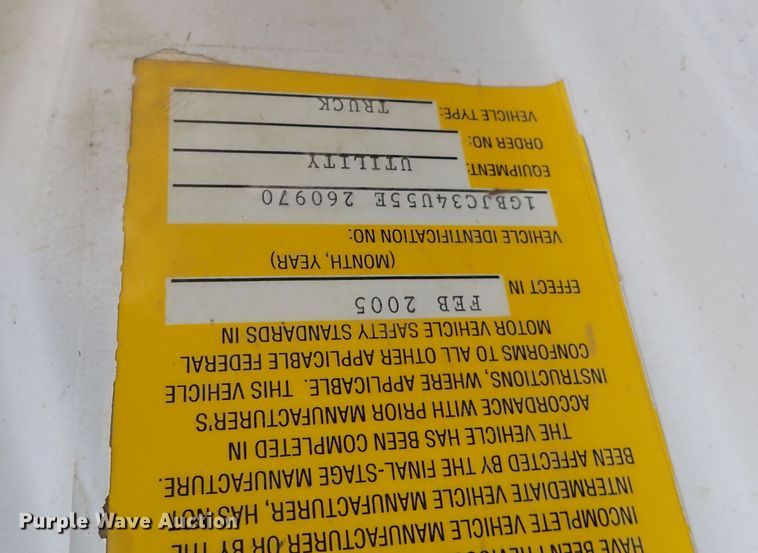 HAVE BEEN
INCOMPLETE VEHICLE MANUFACTURER OR BY THE
INTERMEDIATE VEHICLE MANUFACTURER, HAS NOT
BEEN AFFECTED BY THE FINAL-STAGE MANUFACTURE.
THE VEHICLE HAS BEEN COMPLETED IN
ACCORDANCE WITH PRIOR MANUFACTURER'S
INSTRUCTIONS, WHERE APPLICABLE. THIS VEHICLE
CONFORMS TO ALL OTHER APPLICABLE FEDERAL
MOTOR VEHICLE SAFETY STANDARDS IN
EFFECT IN FEB 2005
(MONTH, YEAR)
VEHICLE IDENTIFICATION NO:
1GBJC34U55E 260970
EQUIPMENT: UTILITY
ORDER NO:
VEHICLE TYPE: TRUCK
Purple Wave Auction